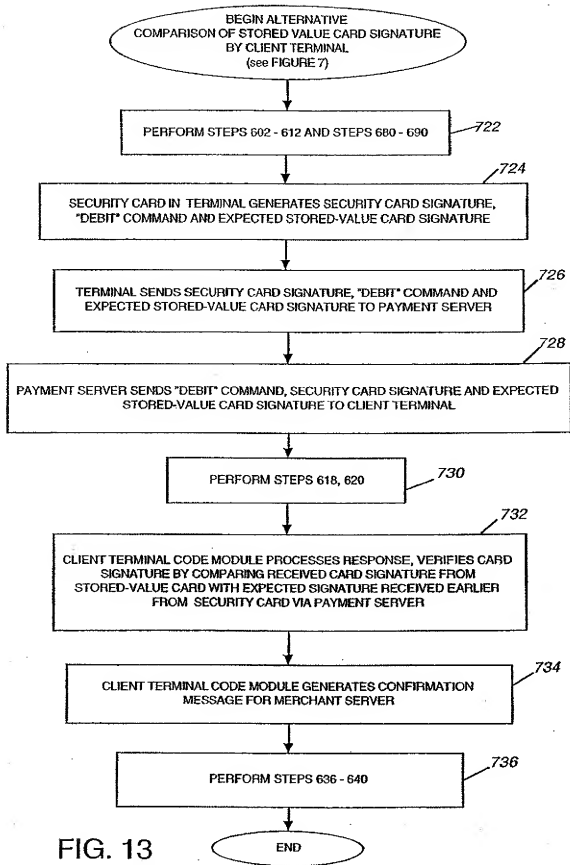 BEGIN ALTERNATIVE
COMPARISON OF STORED VALUE CARD SIGNATURE
BY CLIENT TERMINAL
(see FIGURE 7)
PERFORM STEPS 602 - 612 AND STEPS 680 - 690
722
724
SECURITY CARD IN TERMINAL GENERATES SECURITY CARD SIGNATURE,
"DEBIT" COMMAND AND EXPECTED STORED-VALUE CARD SIGNATURE
726
TERMINAL SENDS SECURITY CARD SIGNATURE, "DEBIT" COMMAND AND
EXPECTED STORED-VALUE CARD SIGNATURE TO PAYMENT SERVER
728
PAYMENT SERVER SENDS "DEBIT" COMMAND, SECURITY CARD SIGNATURE AND EXPECTED
STORED-VALUE CARD SIGNATURE TO CLIENT TERMINAL
PERFORM STEPS 618, 620
730
732
CLIENT TERMINAL CODE MODULE PROCESSES RESPONSE, VERIFIES CARD
SIGNATURE BY COMPARING RECEIVED CARD SIGNATURE FROM
STORED-VALUE CARD WITH EXPECTED SIGNATURE RECEIVED EARLIER
FROM SECURITY CARD VIA PAYMENT SERVER
734
CLIENT TERMINAL CODE MODULE GENERATES CONFIRMATION
MESSAGE FOR MERCHANT SERVER
PERFORM STEPS 636 - 640
736
END
FIG. 13